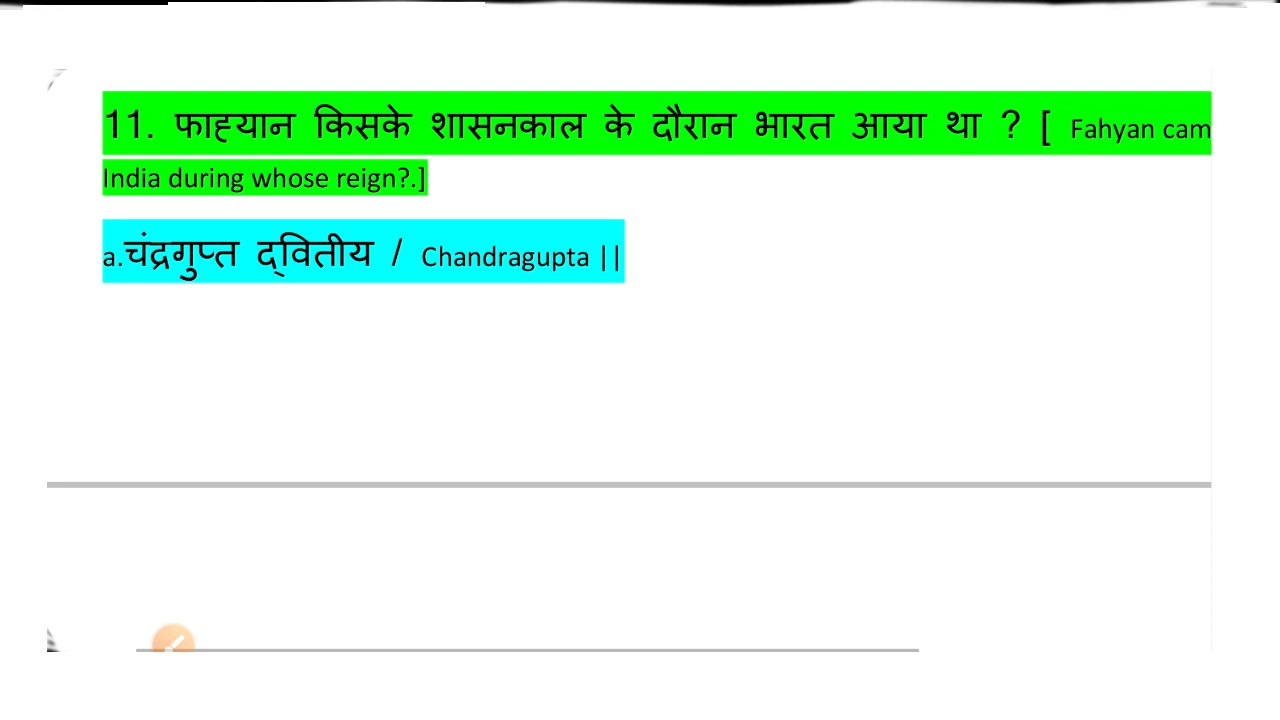 11. फाह्यान किसके शासनकाल के दौरान भारत आया था ? [ Fahyan cam
India during whose reign?.]
a.चंद्रगुप्त द्वितीय / Chandragupta ||